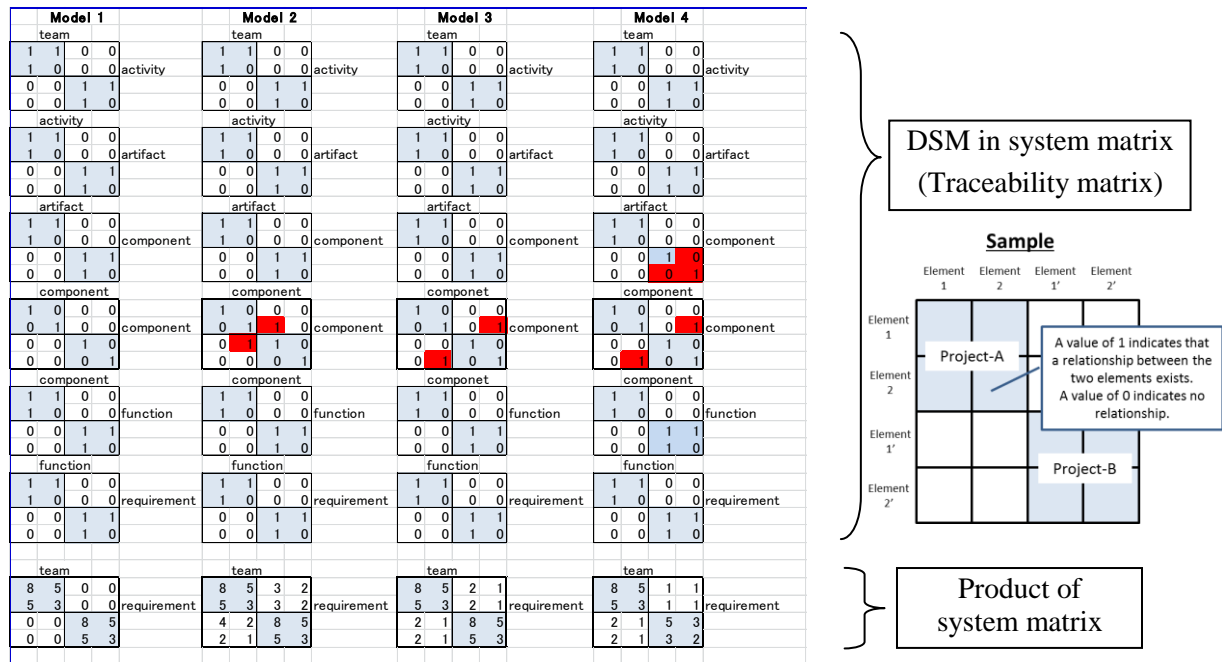 Model 1 Model 2 Model 3 Model 4
team team team team
1 1 0 0 1 1 0 0 1 1 0 0 1 1 0 0
1 0 0 0 activity 1 0 0 0 activity 1 0 0 0 activity 1 0 0 0 activity
0 0 1 1 0 0 1 1 0 0 1 1 0 0 1 1
0 0 1 0 0 0 1 0 0 0 1 0 0 0 1 0
activity activity activity activity
1 1 0 0 1 1 0 0 1 1 0 0 1 1 0 0
1 0 0 0 artifact 1 0 0 0 artifact 1 0 0 0 artifact 1 0 0 0 artifact
0 0 1 1 0 0 1 1 0 0 1 1 0 0 1 1
0 0 1 0 0 0 1 0 0 0 1 0 0 0 1 0
artifact artifact artifact artifact
1 1 0 0 1 1 0 0 1 1 0 0 1 1 0 0
1 0 0 0 component 1 0 0 0 component 1 0 0 0 component 1 0 0 0 component
0 0 1 1 0 0 1 1 0 0 1 1 0 0 1 0
0 0 1 0 0 0 1 0 0 0 1 0 0 0 0 1
component component componet component
1 0 0 0 1 0 0 0 1 0 0 0 1 0 0 0
0 1 0 0 component 0 1 1 0 component 0 1 0 1 component 0 1 0 1 component
0 0 1 0 0 1 1 0 0 0 1 0 0 0 1 0
0 0 0 1 0 0 0 1 0 1 0 1 0 1 0 1
component component componet component
1 1 0 0 1 1 0 0 1 1 0 0 1 1 0 0
1 0 0 0 function 1 0 0 0 function 1 0 0 0 function 1 0 0 0 function
0 0 1 1 0 0 1 1 0 0 1 1 0 0 1 1
0 0 1 0 0 0 1 0 0 0 1 0 0 0 1 0
function function function function
1 1 0 0 1 1 0 0 1 1 0 0 1 1 0 0
1 0 0 0 requirement 1 0 0 0 requirement 1 0 0 0 requirement 1 0 0 0 requirement
0 0 1 1 0 0 1 1 0 0 1 1 0 0 1 1
0 0 1 0 0 0 1 0 0 0 1 0 0 0 1 0
team team team team
8 5 0 0 8 5 3 2 8 5 2 1 8 5 1 1
5 3 0 0 requirement 5 3 3 2 requirement 5 3 2 1 requirement 5 3 1 1 requirement
0 0 8 5 4 2 8 5 2 1 8 5 2 1 5 3
0 0 5 3 2 1 5 3 2 1 5 3 2 1 3 2
DSM in system matrix
(Traceability matrix)
Sample
Element Element Element Element
1 2 1' 2'
Element
1
Element
2
Element
1'
Element
2'
Project-A
A value of 1 indicates that
a relationship between the
two elements exists.
A value of 0 indicates no
relationship.
Project-B
Product of
system matrix